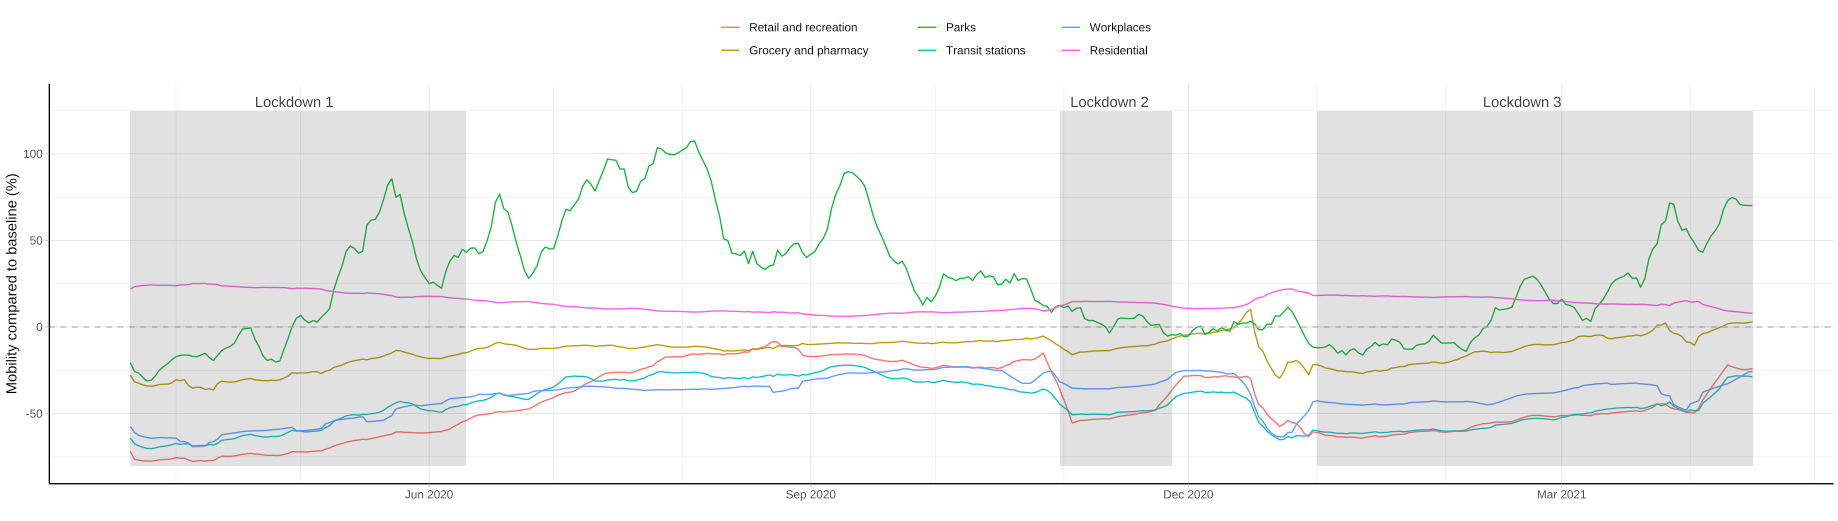 Retail and recreation
Parks
Workplaces
Grocery and pharmacy
Transit stations
Residential
Lockdown 1
Lockdown 2
Lockdown 3
Mobility compared to baseline (%)
100
50
0
-50
Jun 2020
Sep 2020
Dec 2020
Mar 2021